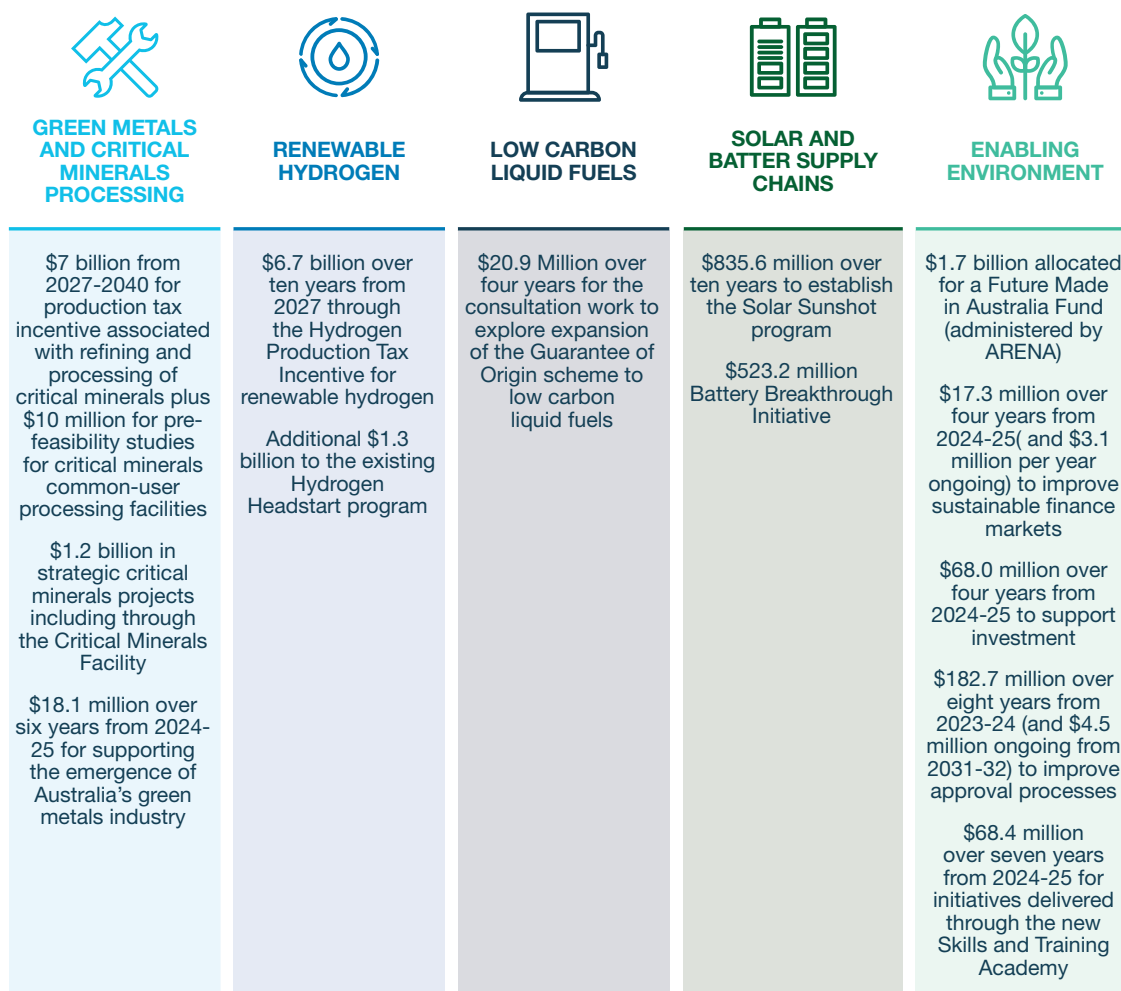 GREEN METALS
AND CRITICAL
MINERALS
PROCESSING
$7 billion from
2027-2040 for
production tax
incentive associated
with refining and
processing of
critical minerals plus
$10 million for pre-
feasibility studies
for critical minerals
common-user
processing facilities
$1.2 billion in
strategic critical
minerals projects
including through
the Critical Minerals
Facility
$18.1 million over
six years from 2024-
25 for supporting
the emergence of
Australia’s green
metals industry
RENEWABLE
HYDROGEN
$6.7 billion over
ten years from
2027 through
the Hydrogen
Production Tax
Incentive for
renewable hydrogen
Additional $1.3
billion to the existing
Hydrogen
Headstart program
LOW CARBON
LIQUID FUELS
$20.9 Million over
four years for the
consultation work to
explore expansion
of the Guarantee of
Origin scheme to
low carbon
liquid fuels
SOLAR AND
BATTER SUPPLY
CHAINS
$835.6 million over
ten years to establish
the Solar Sunshot
program
$523.2 million
Battery Breakthrough
Initiative
ENABLING
ENVIRONMENT
$1.7 billion allocated
for a Future Made
in Australia Fund
(administered by
ARENA)
$17.3 million over
four years from
2024-25( and $3.1
million per year
ongoing) to improve
sustainable finance
markets
$68.0 million over
four years from
2024-25 to support
investment
$182.7 million over
eight years from
2023-24 (and $4.5
million ongoing from
2031-32) to improve
approval processes
$68.4 million
over seven years
from 2024-25 for
initiatives delivered
through the new
Skills and Training
Academy